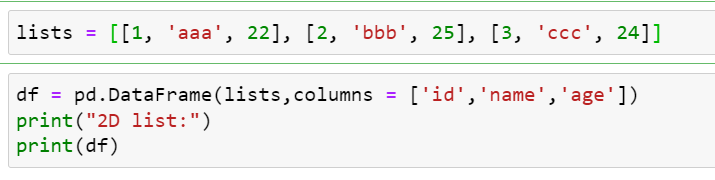 lists = [[1, 'aaa', 22], [2, 'bbb', 25], [3, 'ccc', 24]]
df = pd.DataFrame(lists,columns = ['id','name','age'])
print("2D list:")
print(df)